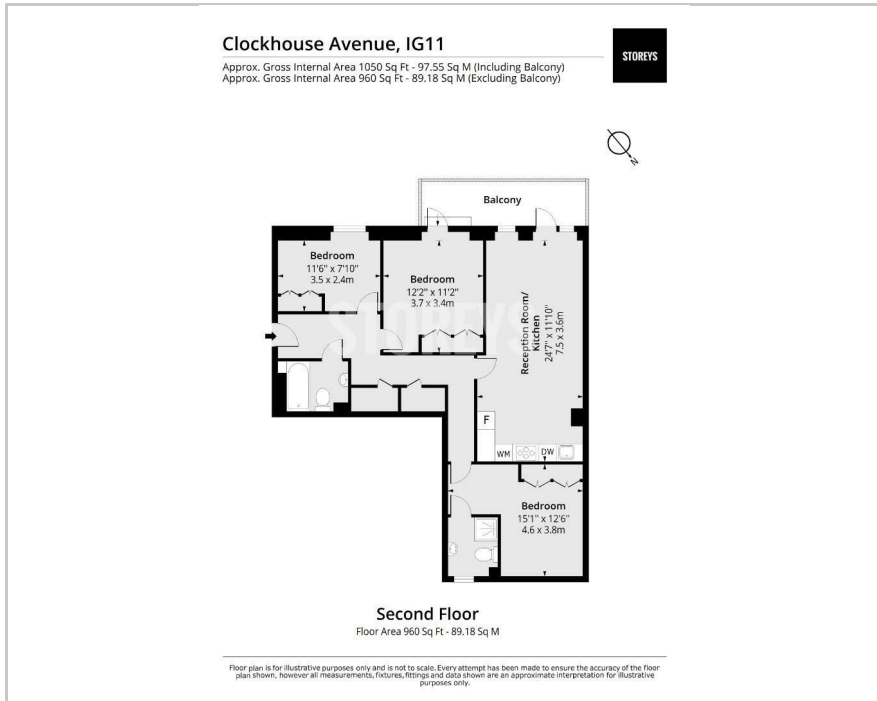 Clockhouse Avenue, IG11
Approx. Gross Internal Area 1050 Sq Ft - 97.55 Sq M (Including Balcony)
Approx. Gross Internal Area 960 Sq Ft - 89.18 Sq M (Excluding Balcony)
STOREYS
N
Balcony
Bedroom
11'6" x 7'10"
3.5 x 2.4m
Bedroom
12'2" x 11'2"
3.7 x 3.4m
Reception Room/
Kitchen
24'7" x 11'10"
7.5 x 3.6m
STOREYS
F
WM
DW
Bedroom
15'1" x 12'6"
4.6 x 3.8m
Second Floor
Floor Area 960 Sq Ft - 89.18 Sq M
Floor plan is for illustrative purposes only and is not to scale. Every attempt has been made to ensure the accuracy of the floor
plan shown, however all measurements, fixtures, fittings and data shown are an approximate interpretation for illustrative
purposes only.